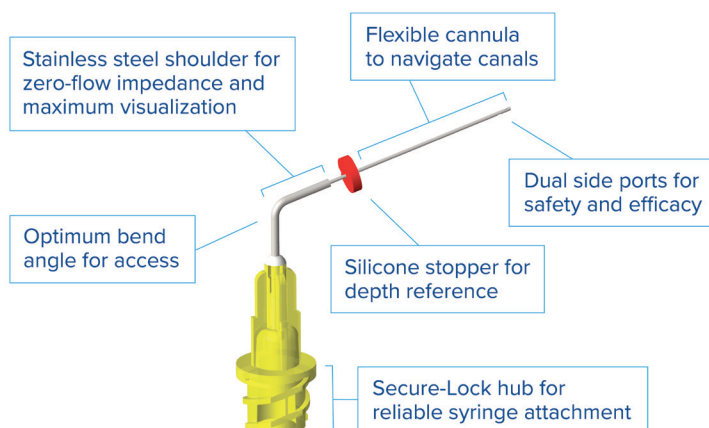 Flexible cannula
to navigate canals
Stainless steel shoulder for
zero-flow impedance and
maximum visualization
Dual side ports for
safety and efficacy
Optimum bend
angle for access
Silicone stopper for
depth reference
Secure-Lock hub for
reliable syringe attachment